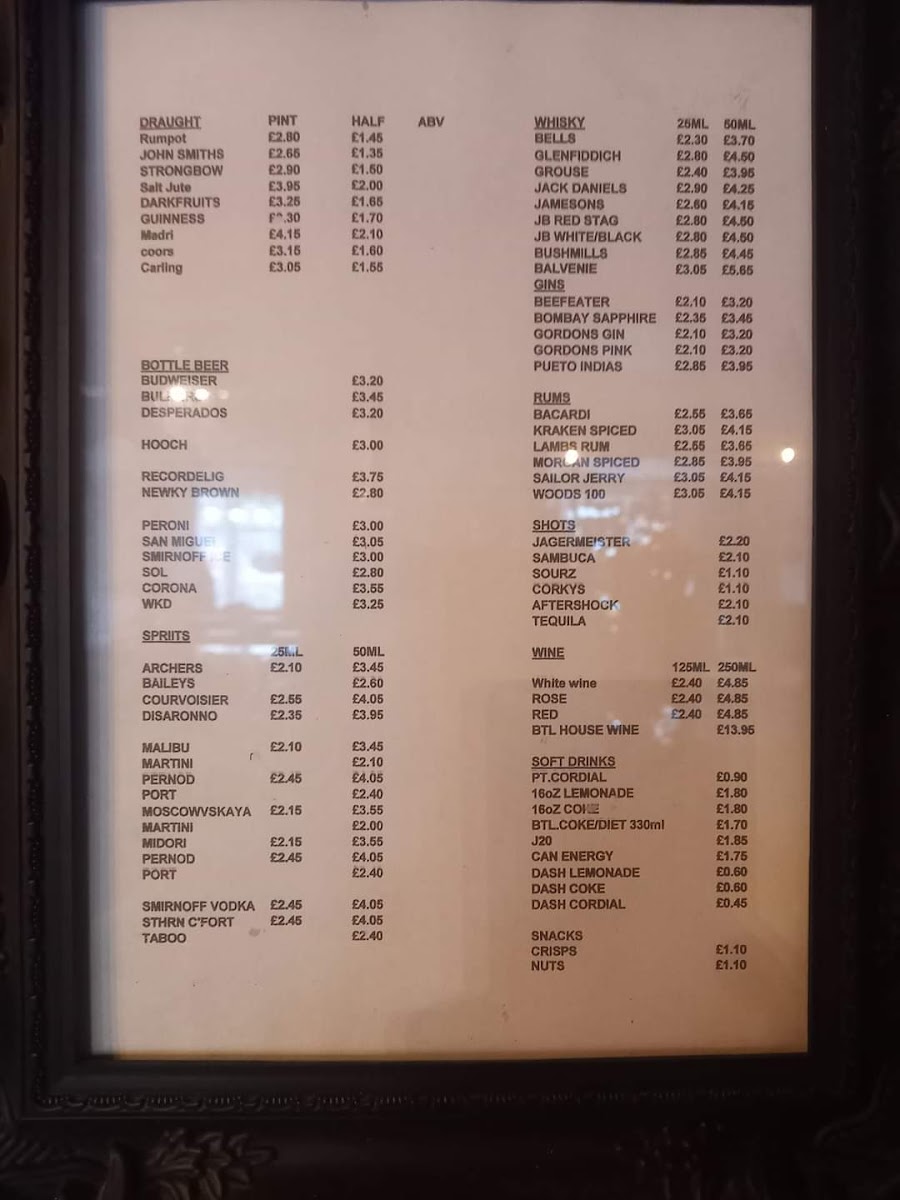 DRAUGHT PINT HALF ABV
Rumpot £2.80 £1.45
JOHN SMITHS £2.65 £1.35
STRONGBOW £2.90 £1.50
Salt Jute £3.95 £2.00
DARKFRUITS £3.25 £1.65
GUINNESS .30 £1.70
Madri £4.15 £2.10
coors £3.15 £1.60
Carling £3.05 £1.55
BOTTLE BEER
BUDWEISER £3.20
£3.45
DESPERADOS £3.20
HOOCH £3.00
RECORDELIG £3.75
NEWKY BROWN £2.80
PERONI £3.00
SAN MIGUEL £3.05
SMIRNOFF ICE £3.00
SOL £2.80
CORONA £3.55
WKD £3.25
SPRIITS
25ML 50ML
ARCHERS £2.10 £3.45
BAILEYS £2.60
COURVOISIER £2.55 £4.05
DISARONNO £2.35 £3.95
MALIBU £2.10 £3.45
MARTINI £2.10
PERNOD £2.45 £4.05
PORT £2.40
MOSCOWVSKAYA £2.15 £3.55
MARTINI £2.00
MIDORI £2.15 £3.55
PERNOD £2.45 £4.05
PORT £2.40
SMIRNOFF VODKA £2.45 £4.05
STHRN C'FORT £2.45 £4.05
TABOO £2.40
WHISKY 25ML 50ML
BELLS £2.30 £3.70
GLENFIDDICH £2.80 £4.50
GROUSE £2.40 £3.95
JACK DANIELS £2.90 £4.25
JAMESONS £2.60 £4.15
JB RED STAG £2.80 £4.50
JB WHITE/BLACK £2.80 £4.50
BUSHMILLS £2.85 £4.45
BALVENIE £3.05 £5.65
GINS
BEEFEATER £2.10 £3.20
BOMBAY SAPPHIRE £2.35 £3.45
GORDONS GIN £2.10 £3.20
GORDONS PINK £2.10 £3.20
PUETO INDIAS £2.85 £3.95
RUMS
BACARDI £2.55 £3.65
KRAKEN SPICED £3.05 £4.15
LAMBS RUM £2.55 £3.65
MORGAN SPICED £2.85 £3.95
SAILOR JERRY £3.05 £4.15
WOODS 100 £3.05 £4.15
SHOTS
JAGERMEISTER £2.20
SAMBUCA £2.10
SOURZ £1.10
CORKYS £1.10
AFTERSHOCK £2.10
TEQUILA £2.10
WINE
125ML 250ML
White wine £2.40 £4.85
ROSE £2.40 £4.85
RED £2.40 £4.85
BTL HOUSE WINE £13.95
SOFT DRINKS
PT.CORDIAL £0.90
16oZ LEMONADE £1.80
16oZ COKE £1.80
BTL.COKE/DIET 330ml £1.70
J20 £1.85
CAN ENERGY £1.75
DASH LEMONADE £0.60
DASH COKE £0.60
DASH CORDIAL £0.45
SNACKS
CRISPS £1.10
NUTS £1.10